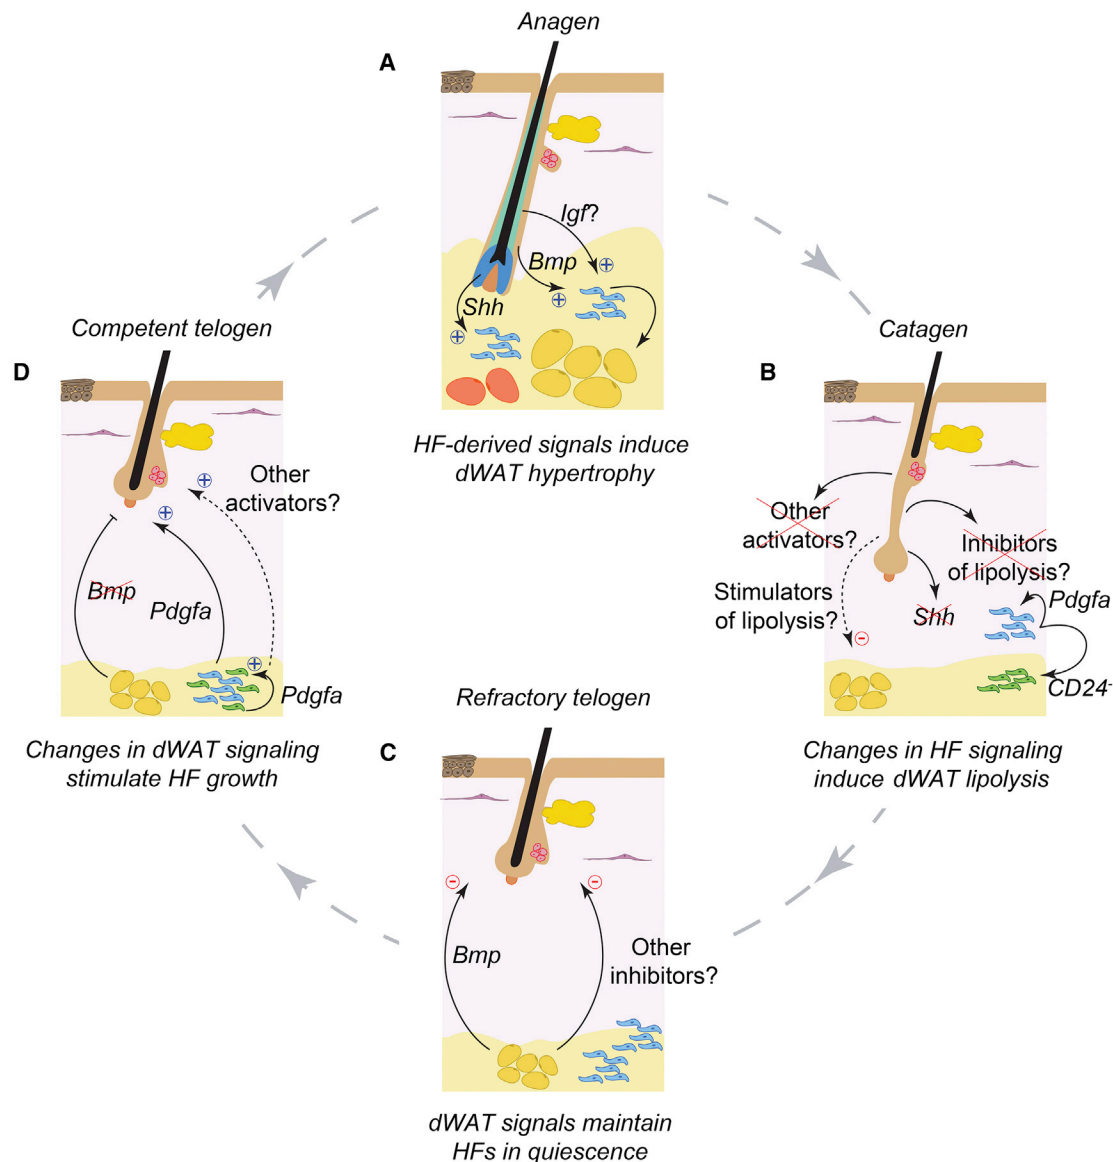 Anagen
A
Igf?
Bmp
Shh
HF-derived signals induce
dWAT hypertrophy
Catagen
B
Other
activators?
Inhibitors
of lipolysis?
Stimulators
of lipolysis?
Shh
Pdgfa
CD24-
Changes in HF signaling
induce dWAT lipolysis
Refractory telogen
C
Bmp
Other
inhibitors?
dWAT signals maintain
HFs in quiescence
Competent telogen
D
Other
activators?
Bmp
Pdgfa
Pdgfa
Changes in dWAT signaling
stimulate HF growth